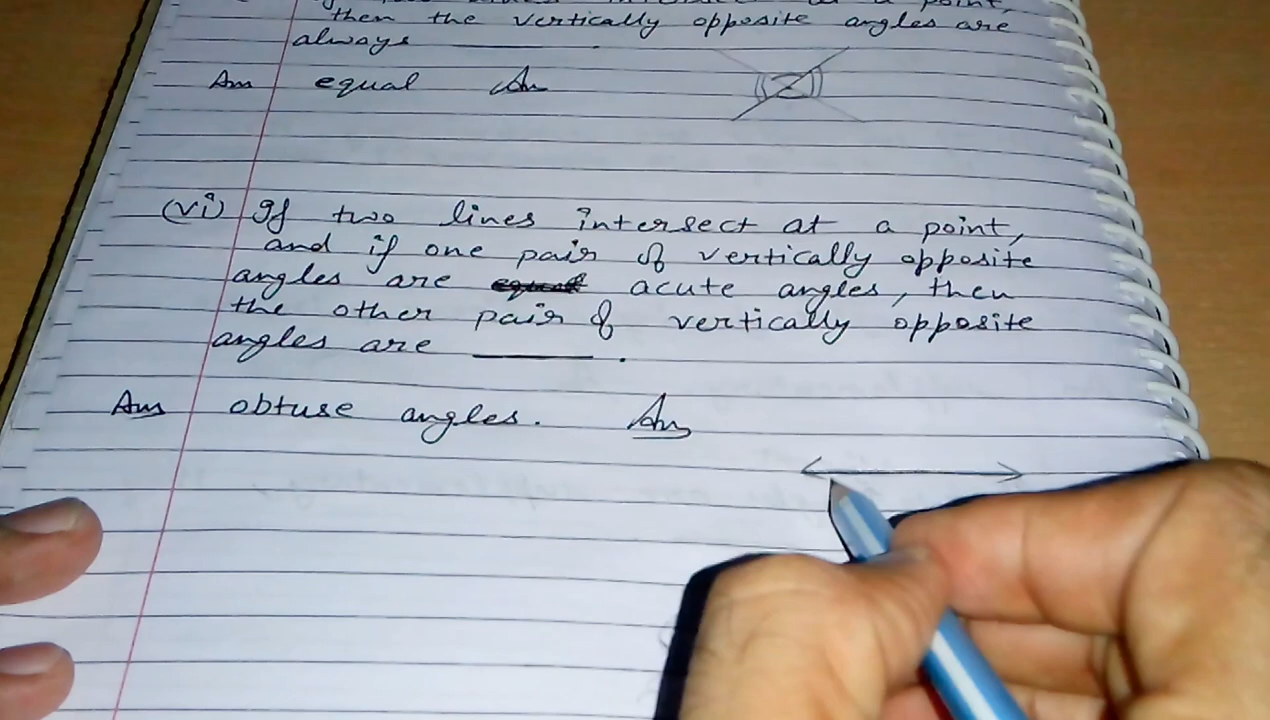 then the vertically opposite angles are
always ______.
Ans equal Ans
(vi) If two lines intersect at a point,
and if one pair of vertically opposite
angles are acute angles, then
the other pair of vertically opposite
angles are ______.
Ans obtuse angles. Ans